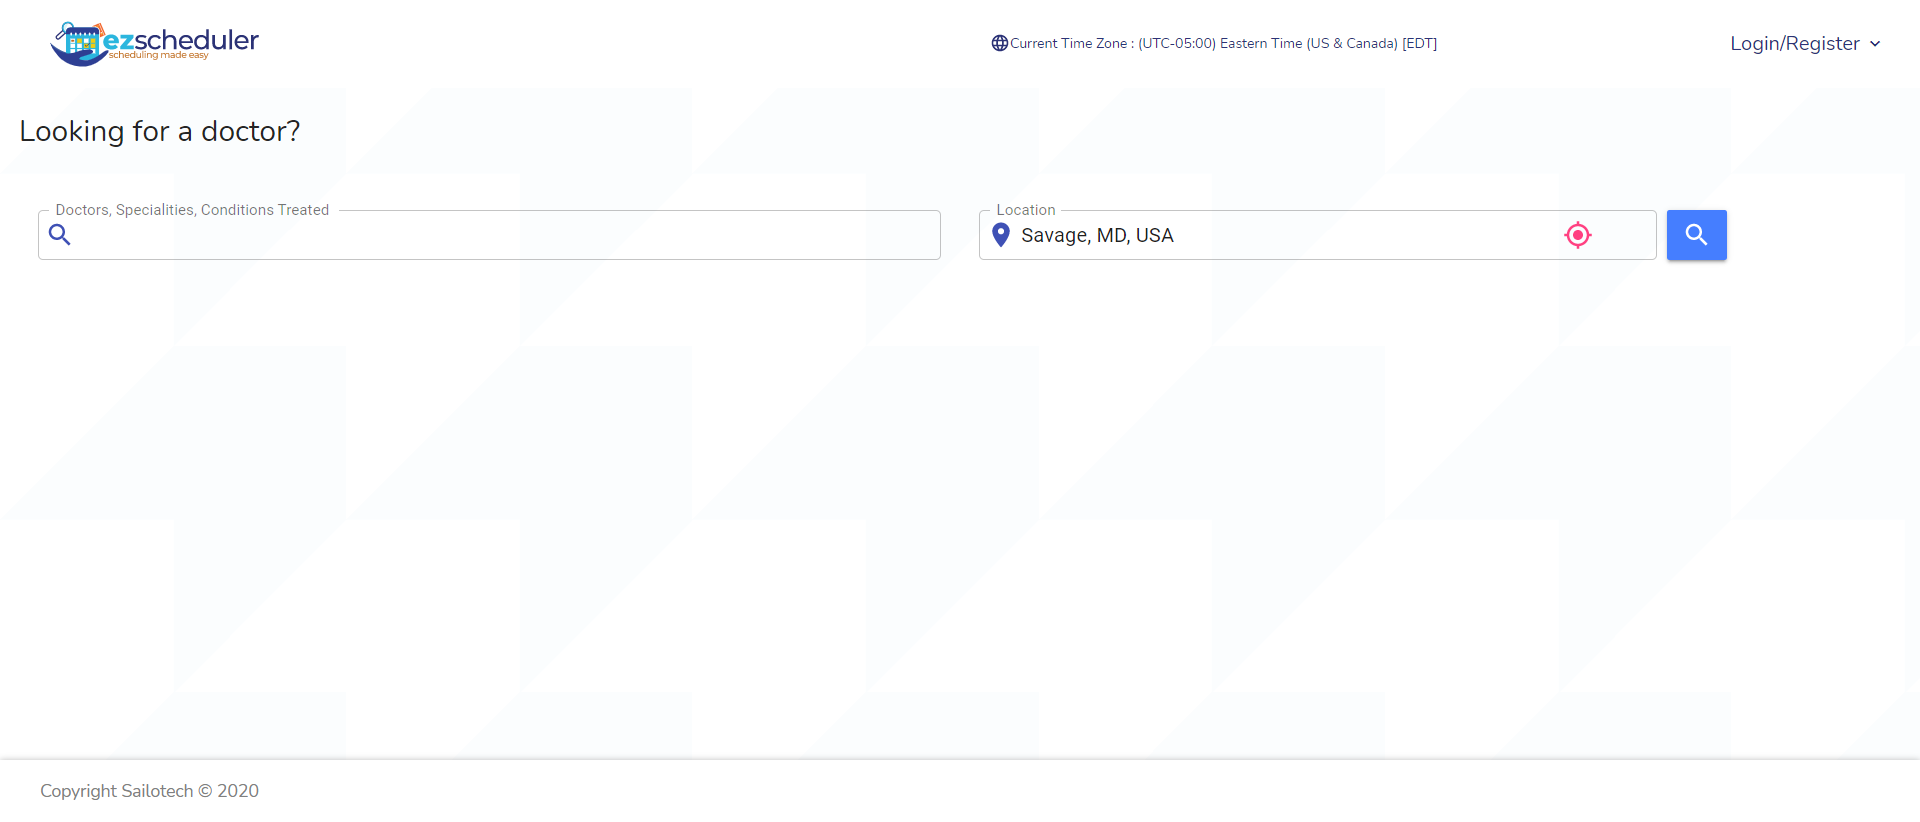 ezscheduler
scheduling made easy
Current Time Zone : (UTC-05:00) Eastern Time (US & Canada) [EDT]
Login/Register
Looking for a doctor?
Doctors, Specialities, Conditions Treated
Location
Savage, MD, USA
Copyright Sailotech © 2020